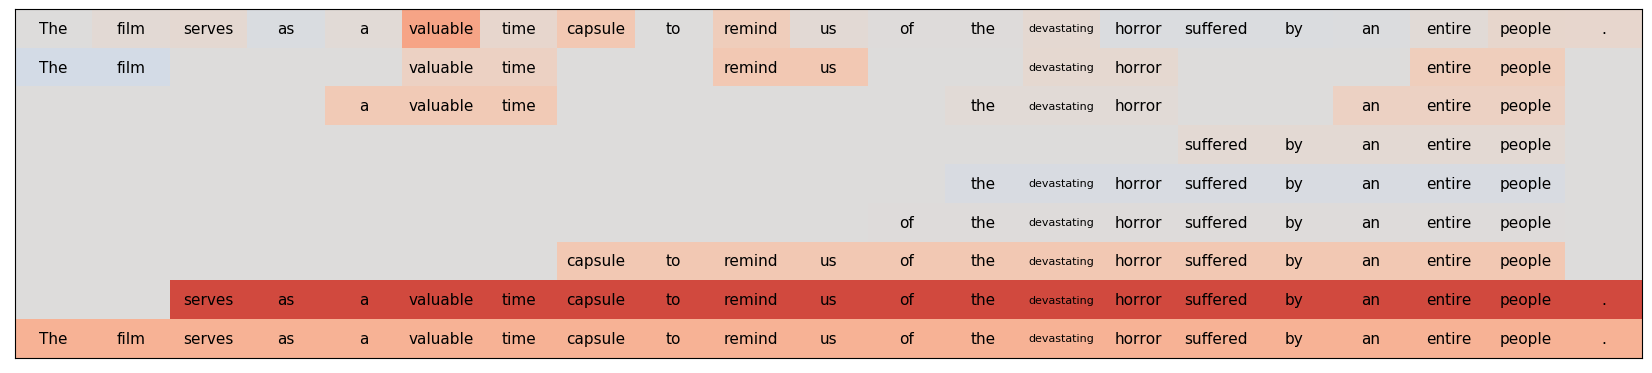 The film serves as a valuable time capsule to remind us of the devastating horror suffered by an entire people .
The film valuable time remind us devastating horror entire people
a valuable time the devastating horror an entire people
suffered by an entire people
the devastating horror suffered by an entire people
of the devastating horror suffered by an entire people
capsule to remind us of the devastating horror suffered by an entire people
serves as a valuable time capsule to remind us of the devastating horror suffered by an entire people .
The film serves as a valuable time capsule to remind us of the devastating horror suffered by an entire people .